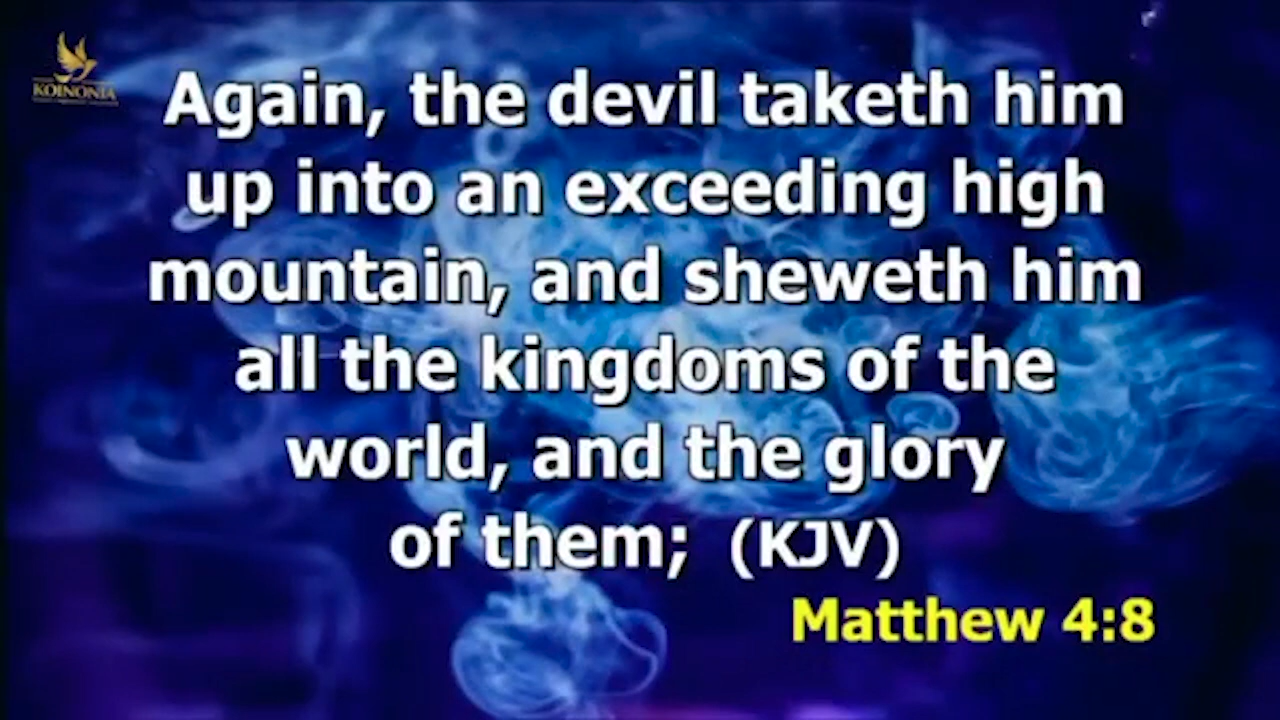 KOINONIA
Again, the devil taketh him
up into an exceeding high
mountain, and sheweth him
all the kingdoms of the
world, and the glory
of them; (KJV)
Matthew 4:8